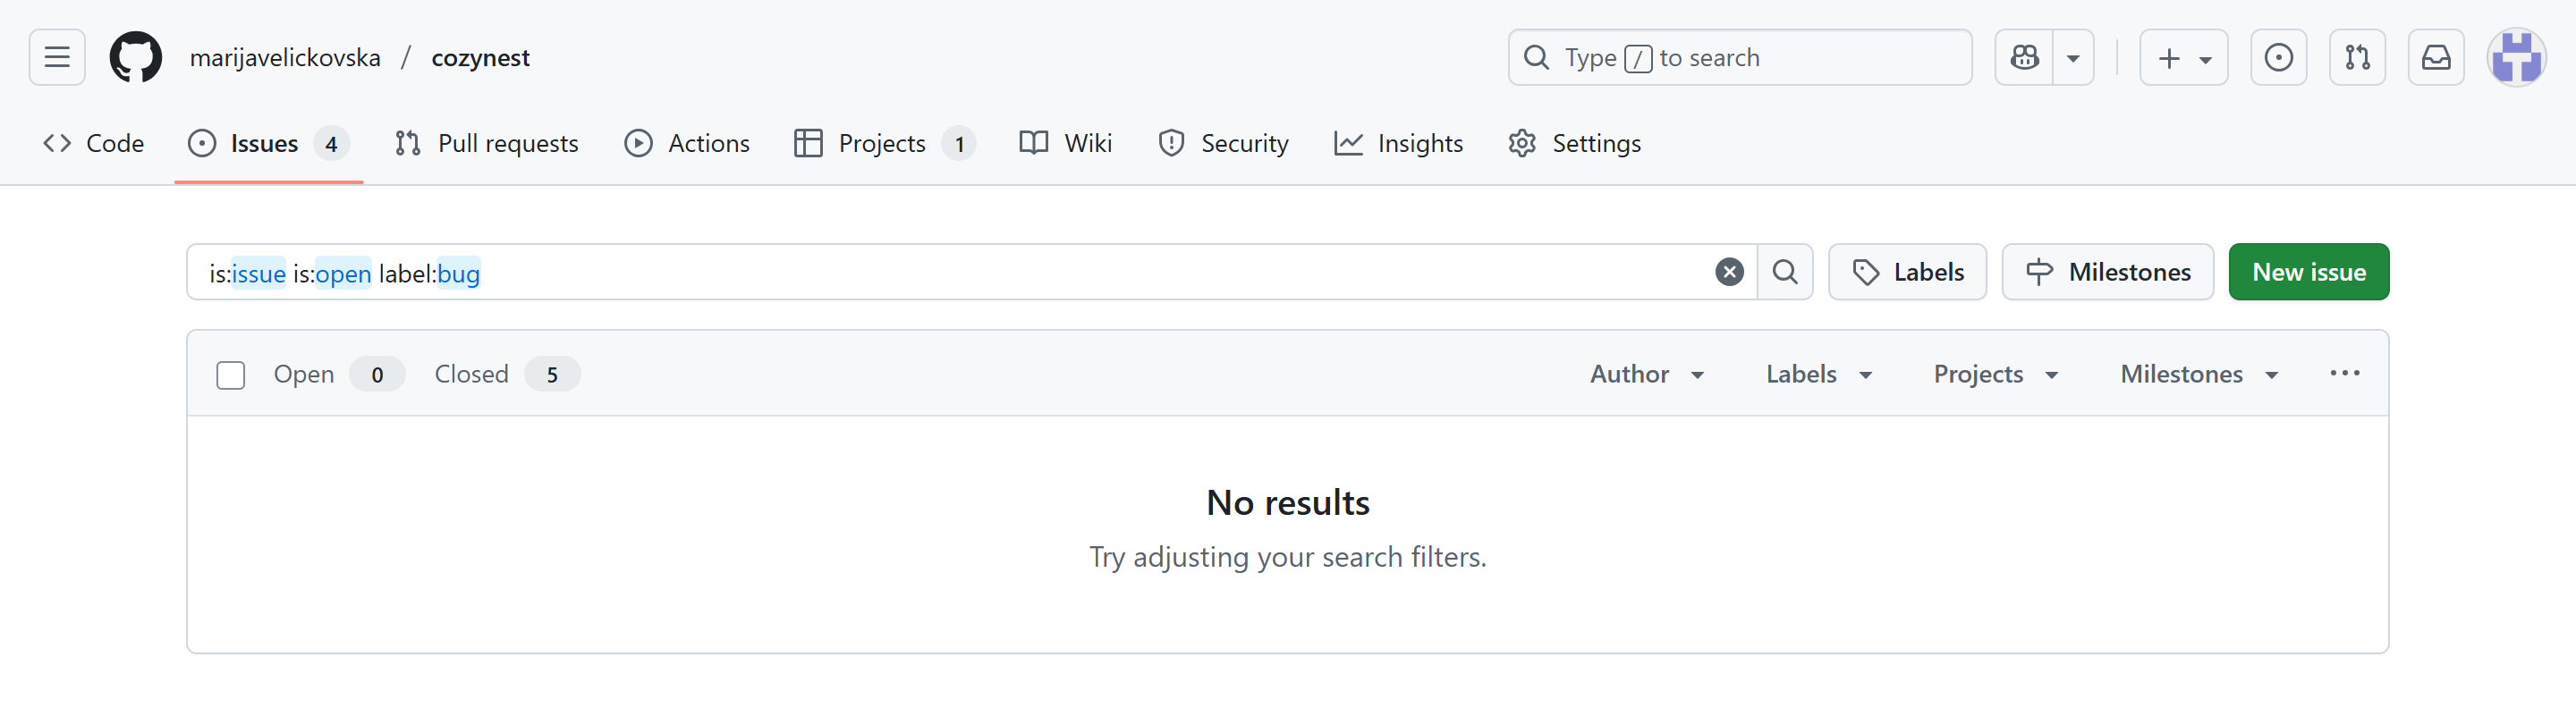 marijavelickovska / cozynest
Type / to search
Code Issues 4 Pull requests Actions Projects 1 Wiki Security Insights Settings
is:issue is:open label:bug
Labels Milestones New issue
Open 0 Closed 5 Author Labels Projects Milestones
No results
Try adjusting your search filters.